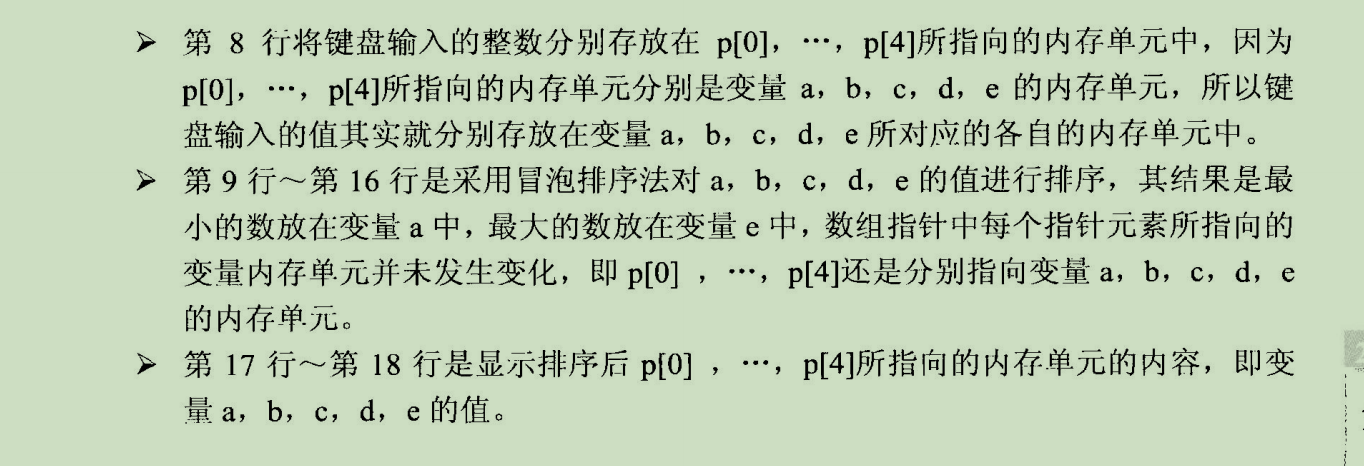 ➢ 第 8 行将键盘输入的整数分别存放在 p[0]，…，p[4]所指向的内存单元中，因为
p[0]，…，p[4]所指向的内存单元分别是变量 a，b，c，d，e 的内存单元，所以键
盘输入的值其实就分别存放在变量 a，b，c，d，e 所对应的各自的内存单元中。
➢ 第 9 行～第 16 行是采用冒泡排序法对 a，b，c，d，e 的值进行排序，其结果是最
小的数放在变量 a 中，最大的数放在变量 e 中，数组指针中每个指针元素所指向的
变量内存单元并未发生变化，即 p[0] ，…，p[4]还是分别指向变量 a，b，c，d，e
的内存单元。
➢ 第 17 行～第 18 行是显示排序后 p[0] ，…，p[4]所指向的内存单元的内容，即变
量 a，b，c，d，e 的值。